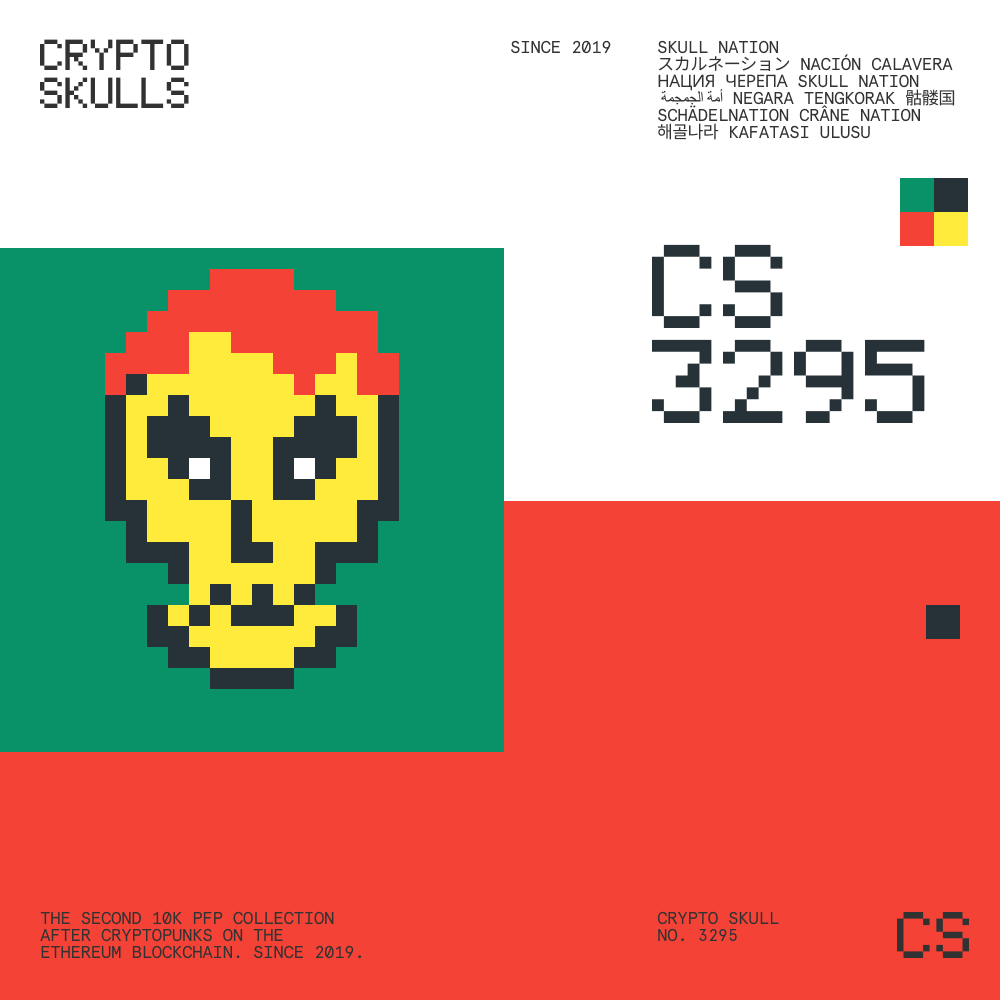 CRYPTO
SKULLS
SINCE 2019
SKULL NATION
スカルネーション NACIÓN CALAVERA
НАЦИЯ ЧЕРЕПА SKULL NATION
أمة الجمجمة NEGARA TENGKORAK 骷髅国
SCHÄDELNATION CRÂNE NATION
해골나라 KAFATASI ULUSU
CS
3295
THE SECOND 10K PFP COLLECTION
AFTER CRYPTOPUNKS ON THE
ETHEREUM BLOCKCHAIN. SINCE 2019.
CRYPTO SKULL
NO. 3295
CS